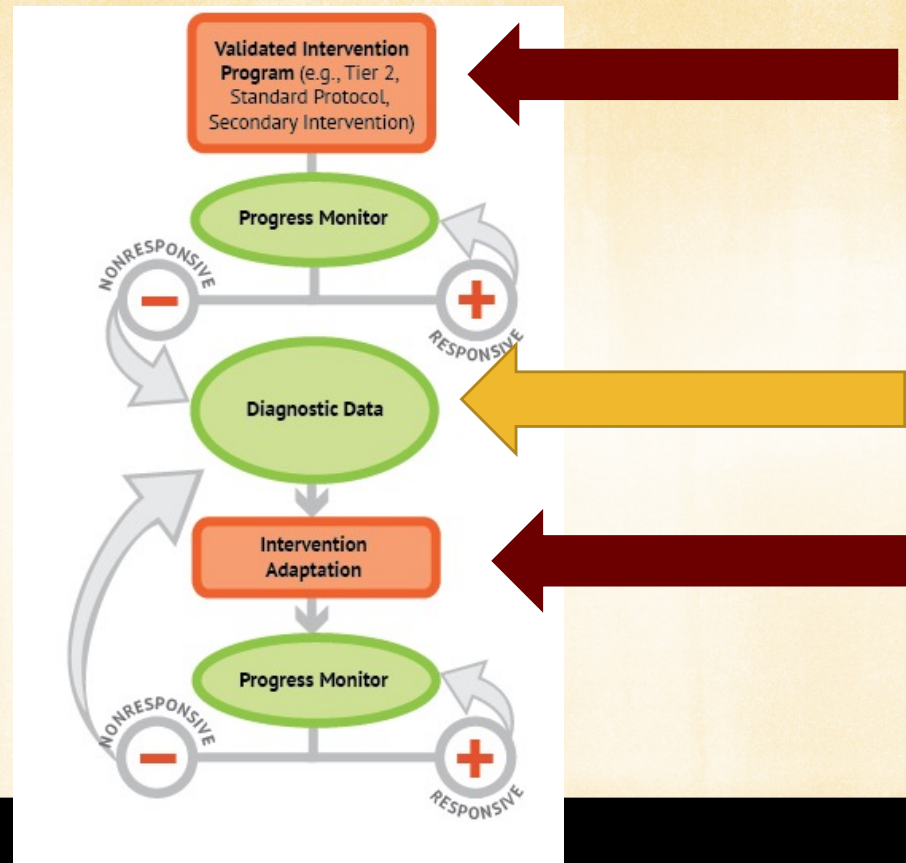 Validated Intervention
Program (e.g., Tier 2,
Standard Protocol,
Secondary Intervention)
Progress Monitor
NONRESPONSIVE
RESPONSIVE
Diagnostic Data
Intervention
Adaptation
Progress Monitor
NONRESPONSIVE
RESPONSIVE